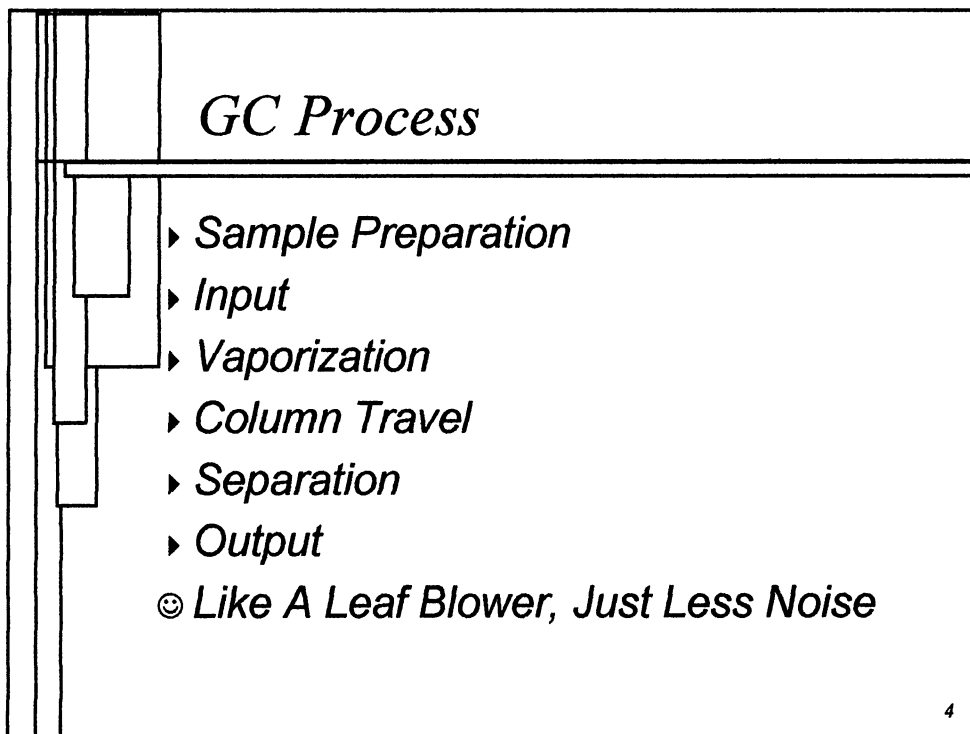 GC Process
Sample Preparation
Input
Vaporization
Column Travel
Separation
Output
☺ Like A Leaf Blower, Just Less Noise
4